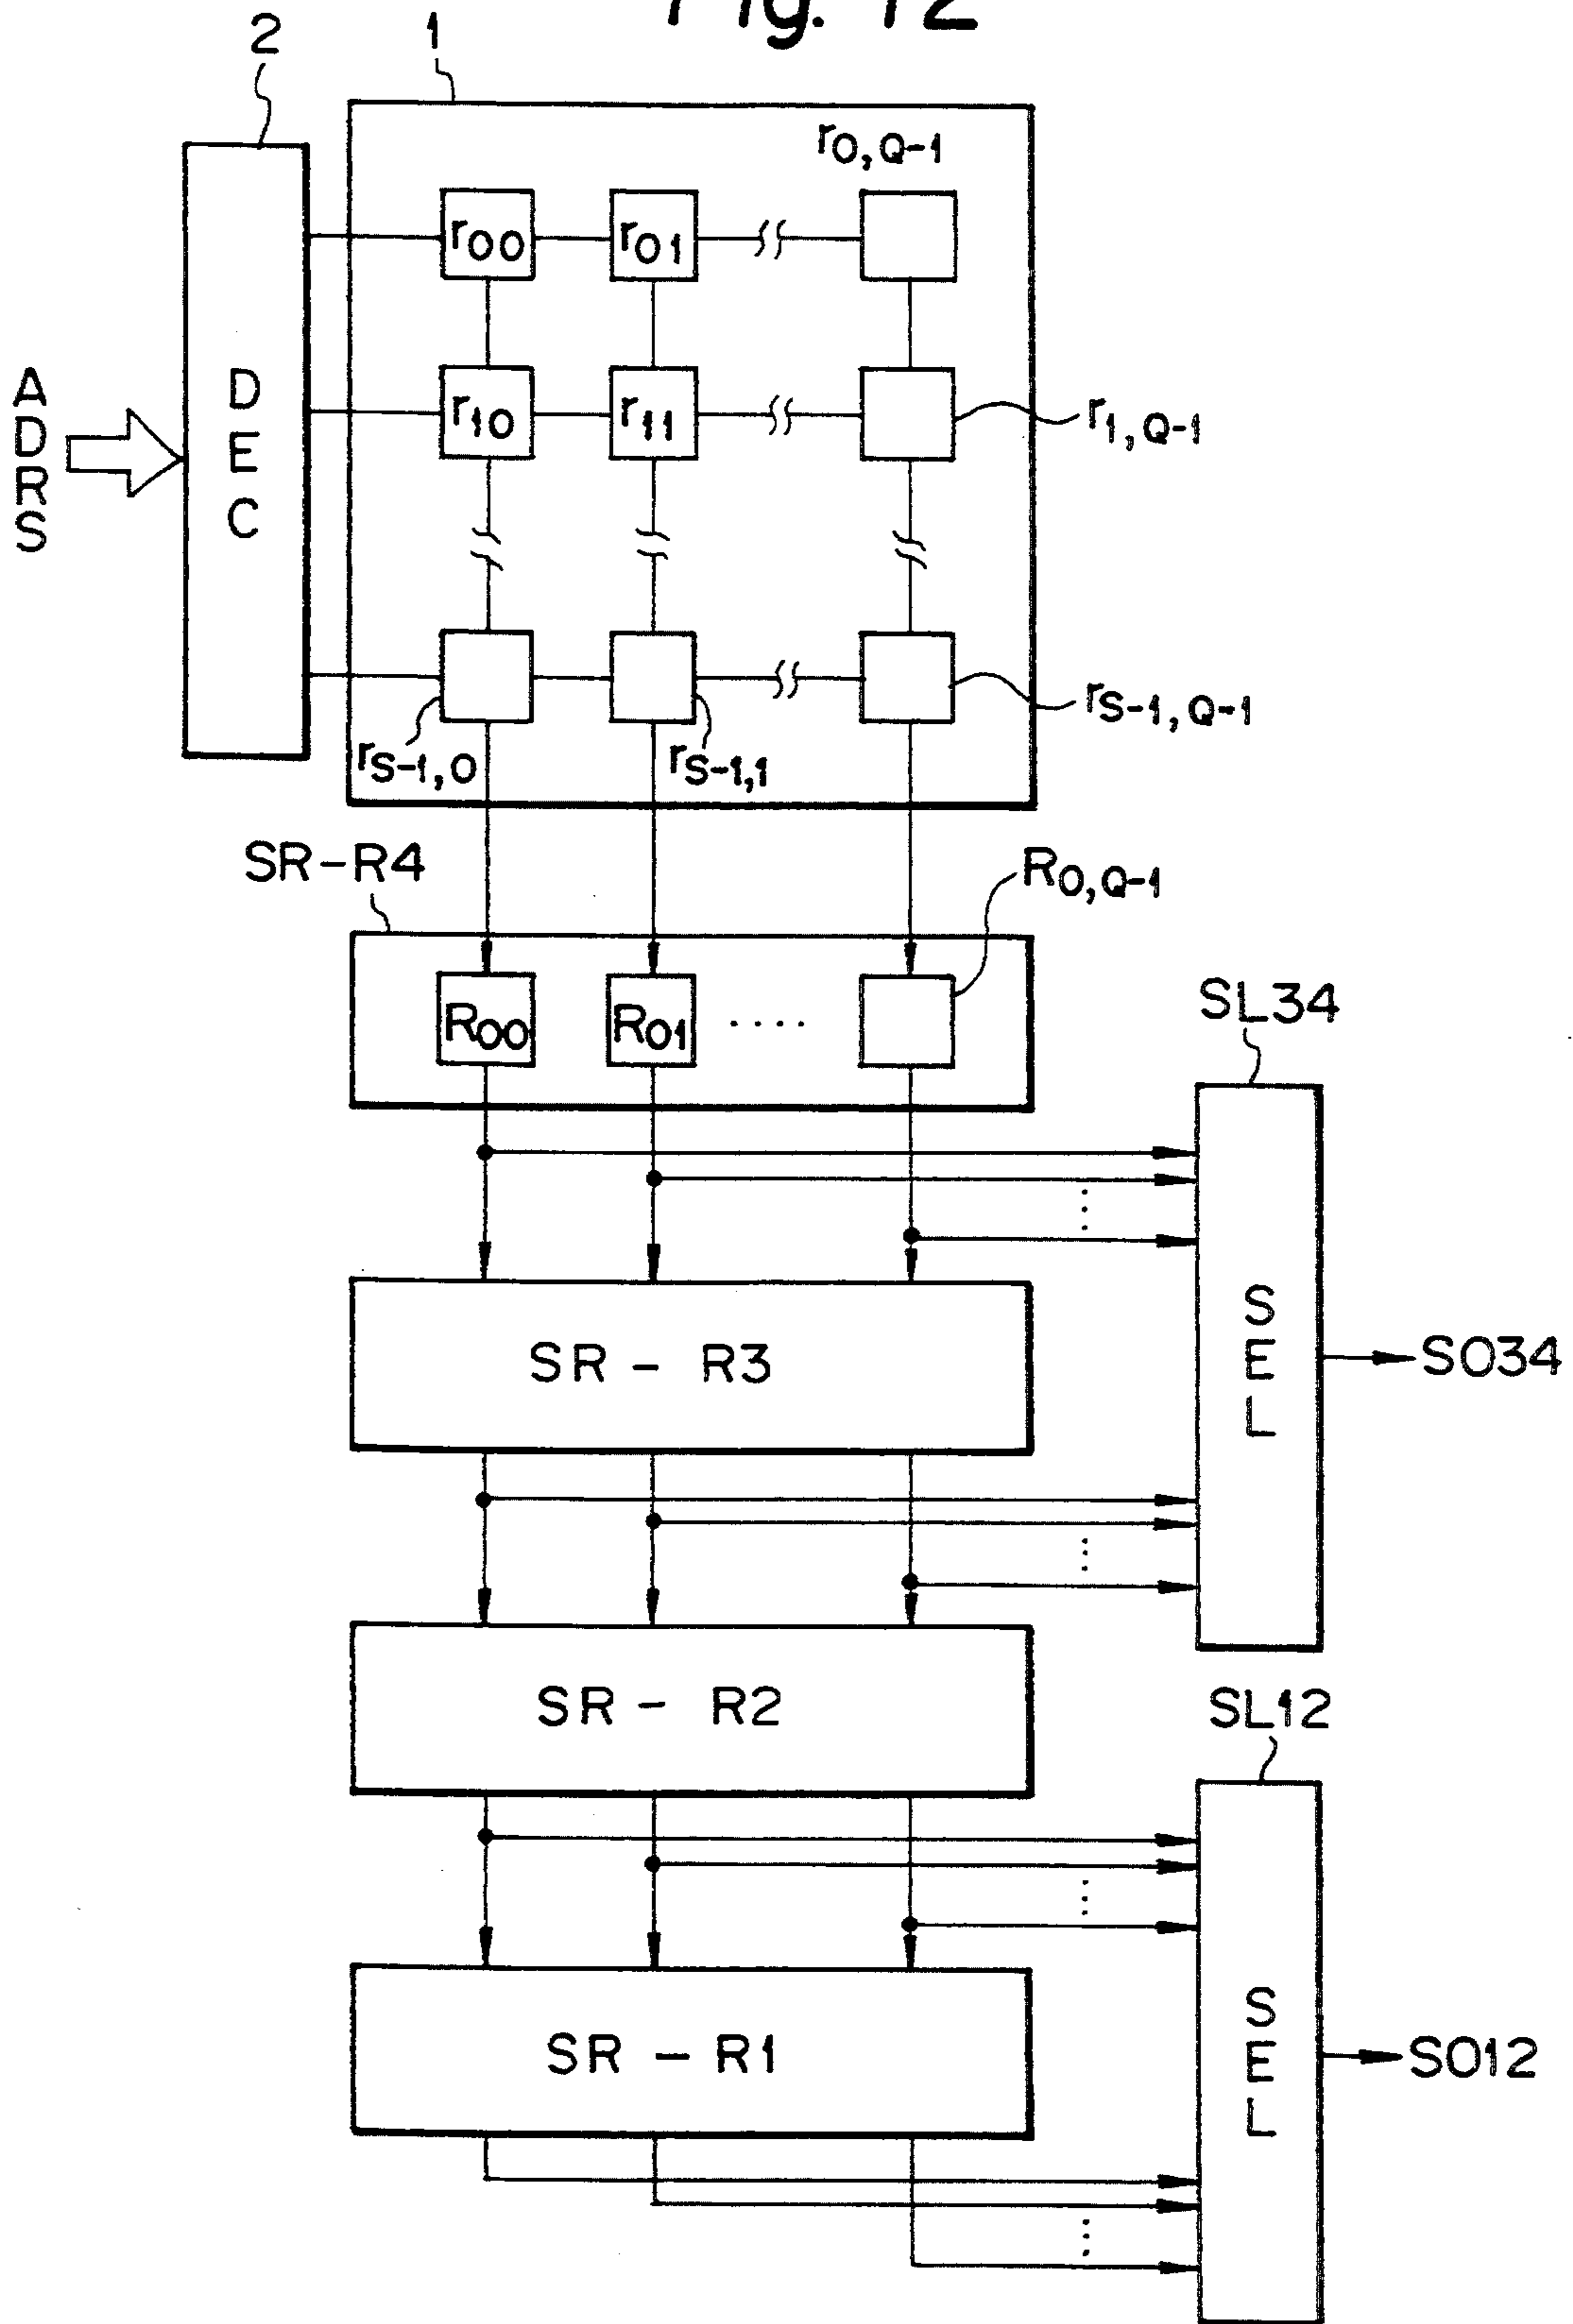 Fig. 12
2
1
r0,Q-1
r00
r01
ADRS
DEC
r10
r11
r1,Q-1
rS-1,0
rS-1,1
rS-1,Q-1
SR-R4
R0,Q-1
R00
R01
SL34
SR - R3
SEL
SO34
SR - R2
SL12
SR - R1
SEL
SO12